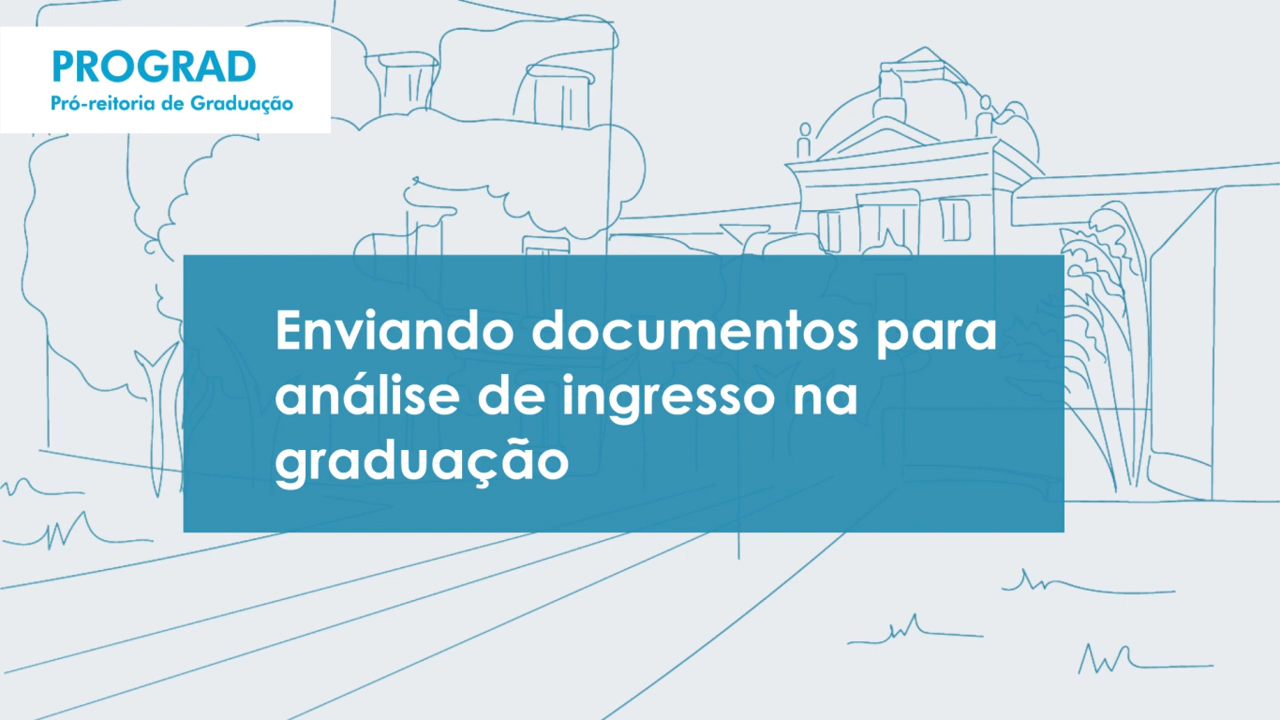 PROGRAD
Pró-reitoria de Graduação
Enviando documentos para
análise de ingresso na
graduação